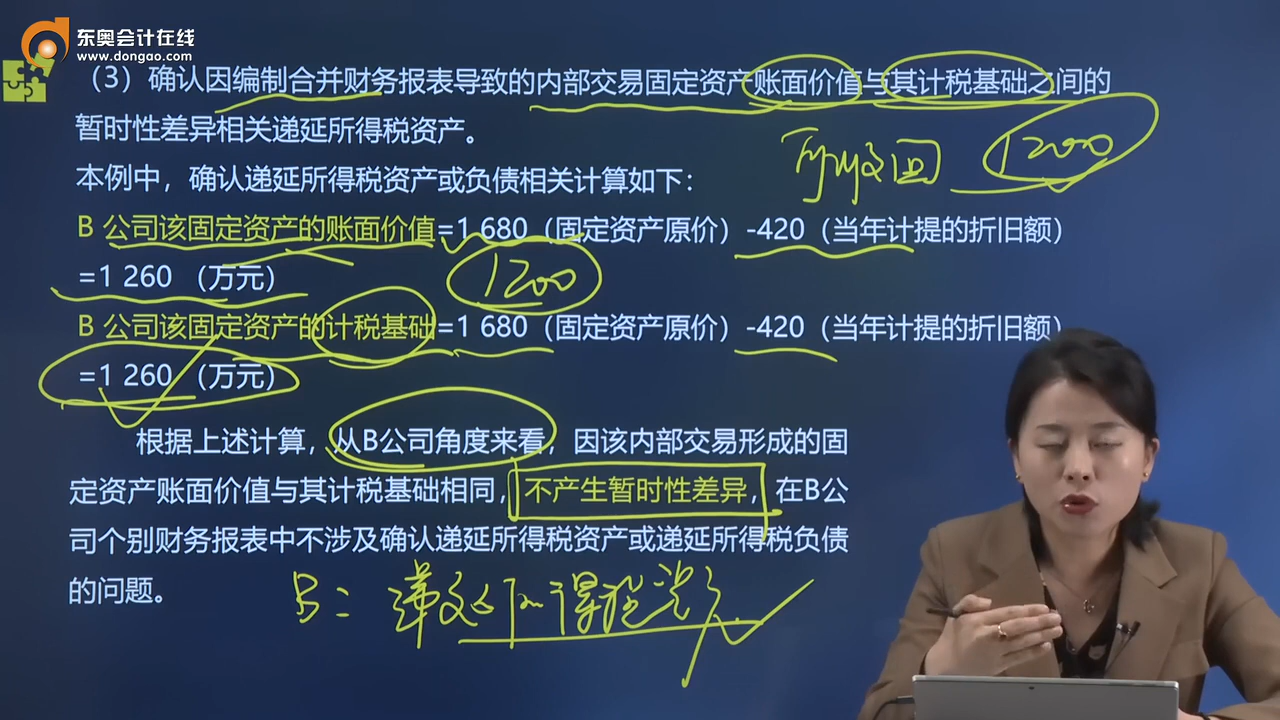 东奥会计在线
www.dongao.com
（3）确认因编制合并财务报表导致的内部交易固定资产账面价值与其计税基础之间的
暂时性差异相关递延所得税资产。
1200
本例中，确认递延所得税资产或负债相关计算如下：
B 公司该固定资产的账面价值=1 680（固定资产原价）-420（当年计提的折旧额）
=1 260 （万元）
1200
B 公司该固定资产的计税基础=1 680（固定资产原价）-420（当年计提的折旧额）
=1 260 （万元）
根据上述计算，从B公司角度来看，因该内部交易形成的固
定资产账面价值与其计税基础相同，不产生暂时性差异，在B公
司个别财务报表中不涉及确认递延所得税资产或递延所得税负债
的问题。